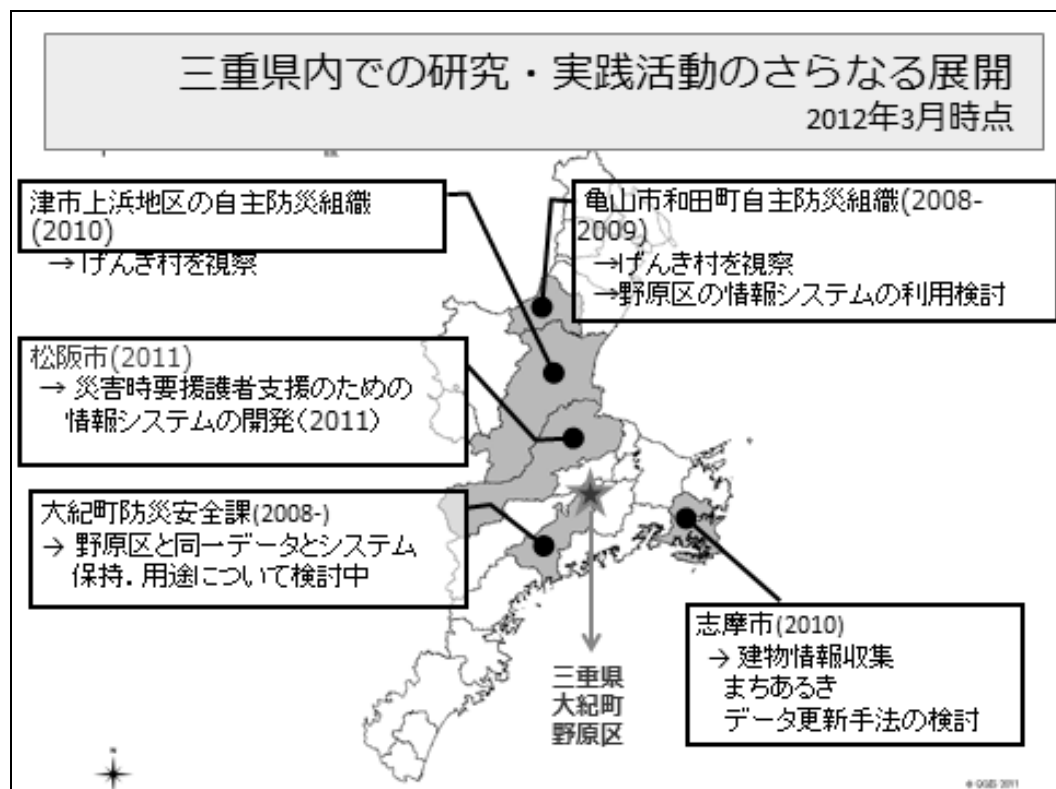 三重県内での研究・実践活動のさらなる展開
2012年3月時点
津市上浜地区の自主防災組織
(2010)
→ げんき村を視察
亀山市和田町自主防災組織(2008-
2009)
→げんき村を視察
→野原区の情報システムの利用検討
松阪市(2011)
→ 災害時要援護者支援のための
情報システムの開発(2011)
大紀町防災安全課(2008-)
→ 野原区と同一データとシステム
保持．用途について検討中
志摩市(2010)
→ 建物情報収集
まちあるき
データ更新手法の検討
三重県
大紀町
野原区